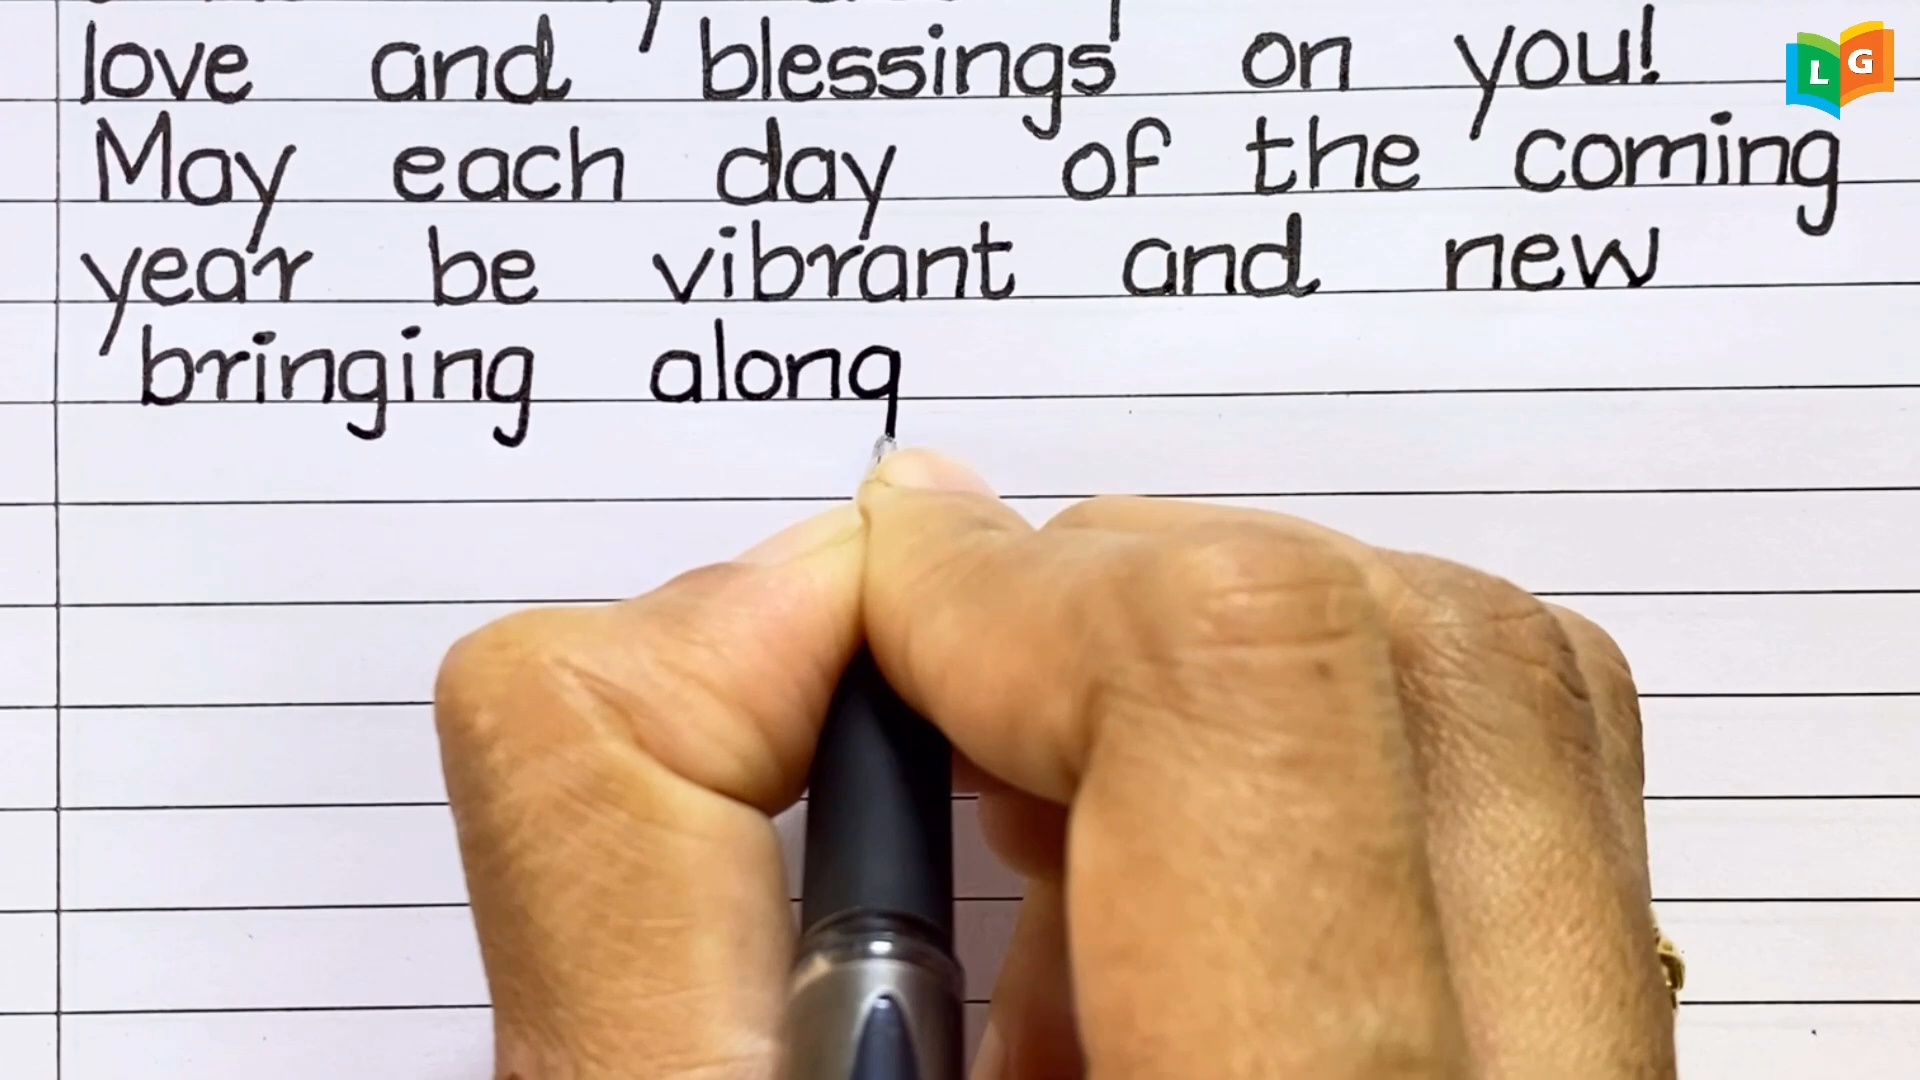 love and blessings on you!
May each day of the coming
year be vibrant and new
bringing along
L G